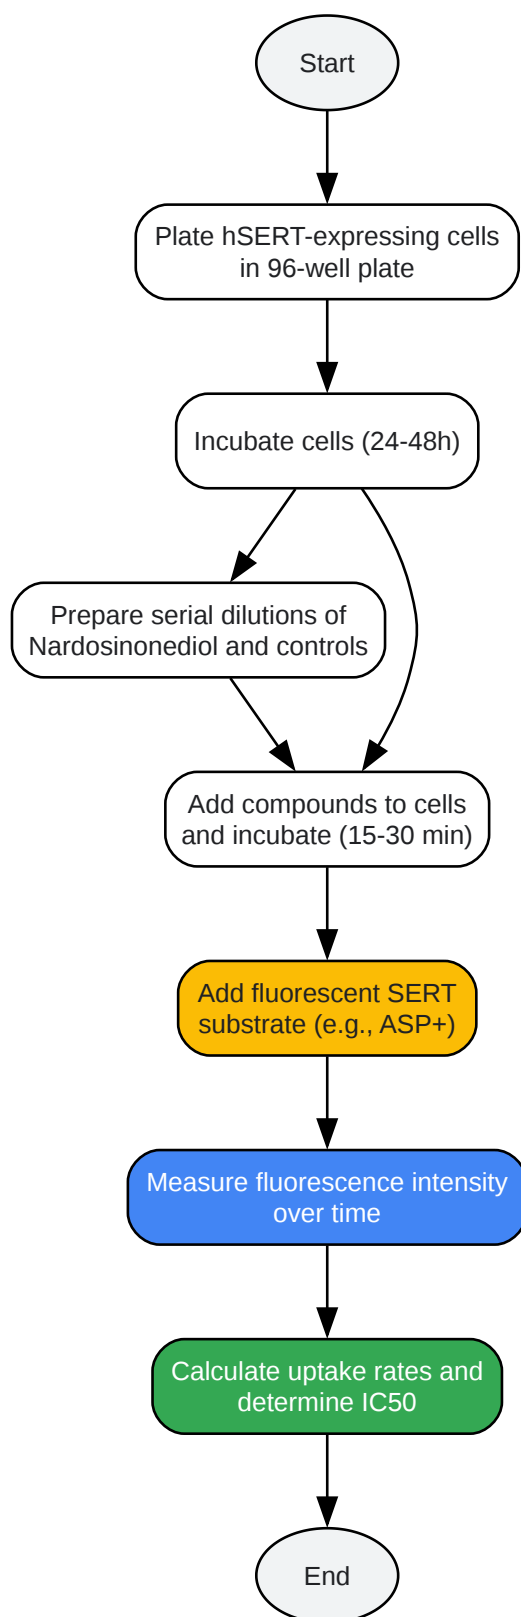 Start
Plate hSERT-expressing cells
in 96-well plate
Incubate cells (24-48h)
Prepare serial dilutions of
Nardosinonediol and controls
Add compounds to cells
and incubate (15-30 min)
Add fluorescent SERT
substrate (e.g., ASP+)
Measure fluorescence intensity
over time
Calculate uptake rates and
determine IC50
End